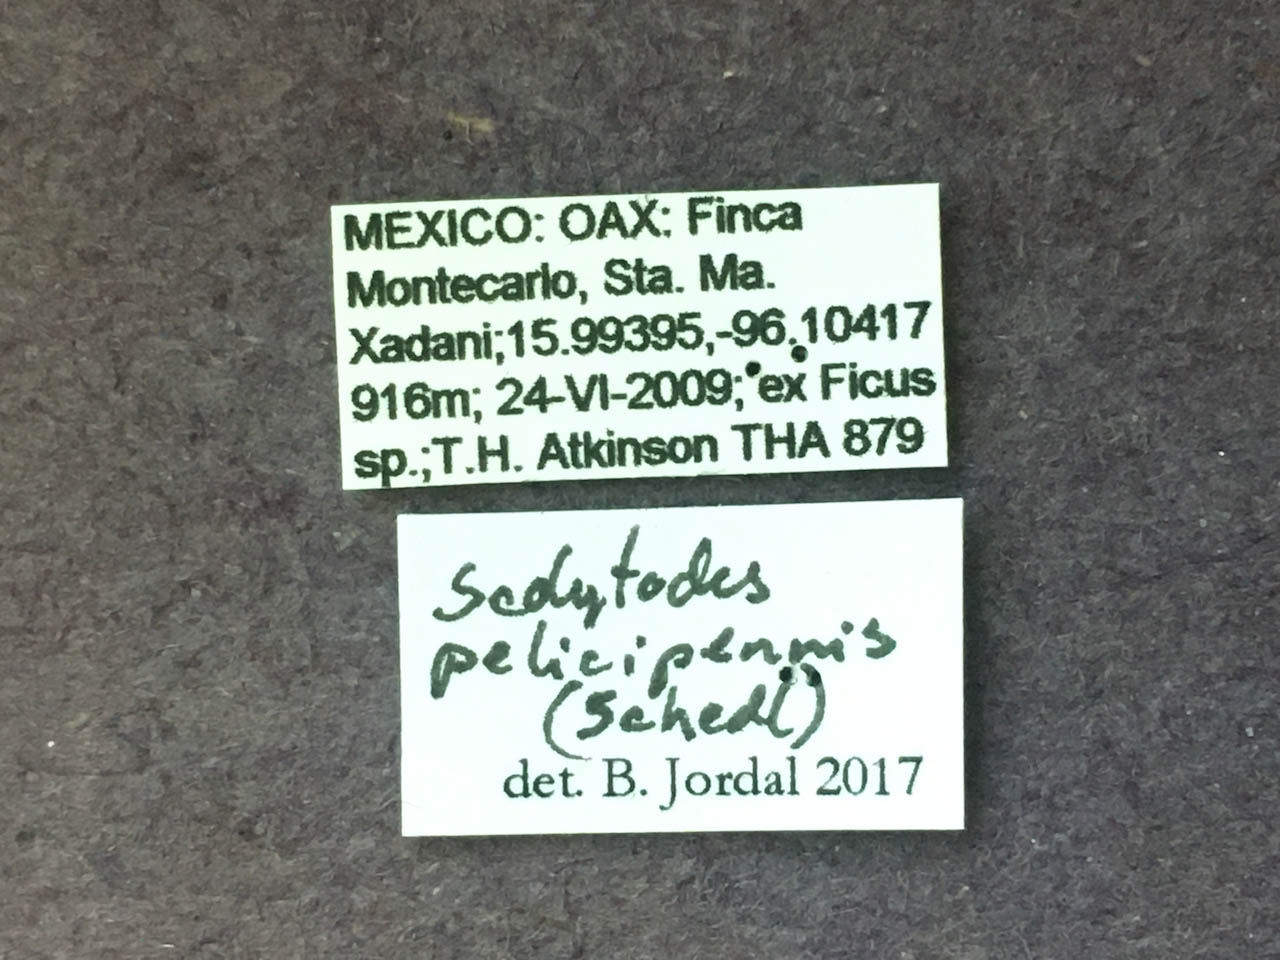 MEXICO: OAX: Finca
Montecarlo, Sta. Ma.
Xadani;15.99395,-96.10417
916m; 24-VI-2009; ex Ficus
sp.;T.H. Atkinson THA 879
Scolytodes
pelicipennis
(Schedl)
det. B. Jordal 2017